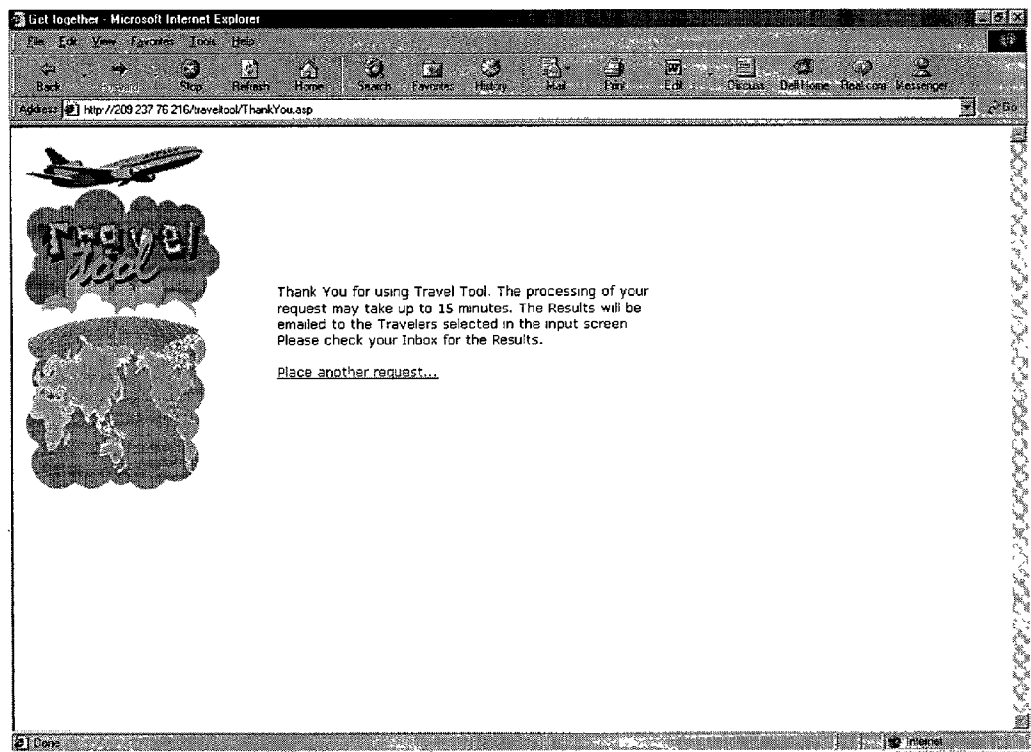 Get Together - Microsoft Internet Explorer
File Edit View Favorites Tools Help
Back Forward Stop Refresh Home Search Favorites History Mail Print Edit Discuss Dell Home Real.com Messenger
Address http://209 237 76 216/traveltool/ThankYou.asp Go
Travel
Tool
Thank You for using Travel Tool. The processing of your
request may take up to 15 minutes. The Results will be
emailed to the Travelers selected in the input screen
Please check your Inbox for the Results.
Place another request...
Done Internet